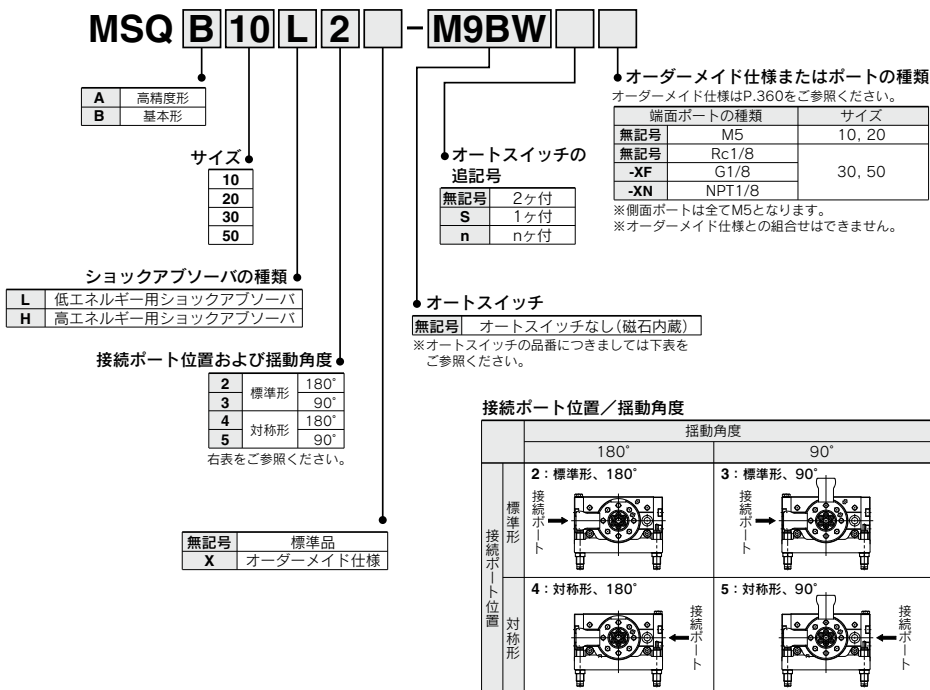 MSQ B 10 L 2 -M9BW
A 高精度形
B 基本形
サイズ
10
20
30
50
ショックアブソーバの種類
L 低エネルギー用ショックアブソーバ
H 高エネルギー用ショックアブソーバ
接続ポート位置および揺動角度
2 標準形 180°
3 90°
4 対称形 180°
5 90°
右表をご参照ください。
無記号 標準品
X オーダーメイド仕様
オートスイッチの
追記号
無記号 2ヶ付
S 1ヶ付
n nヶ付
オートスイッチ
無記号 オートスイッチなし(磁石内蔵)
※オートスイッチの品番につきましては下表を
ご参照ください。
オーダーメイド仕様またはポートの種類
オーダーメイド仕様はP.360をご参照ください。
端面ポートの種類 サイズ
無記号 M5 10, 20
無記号 Rc1/8 30, 50
-XF G1/8
-XN NPT1/8
※側面ポートは全てM5となります。
※オーダーメイド仕様との組合せはできません。
接続ポート位置／揺動角度
揺動角度
180° 90°
接続ポート位置
標準形
2：標準形、180°
接続ポート
3：標準形、90°
接続ポート
対称形
4：対称形、180°
接続ポート
5：対称形、90°
接続ポート